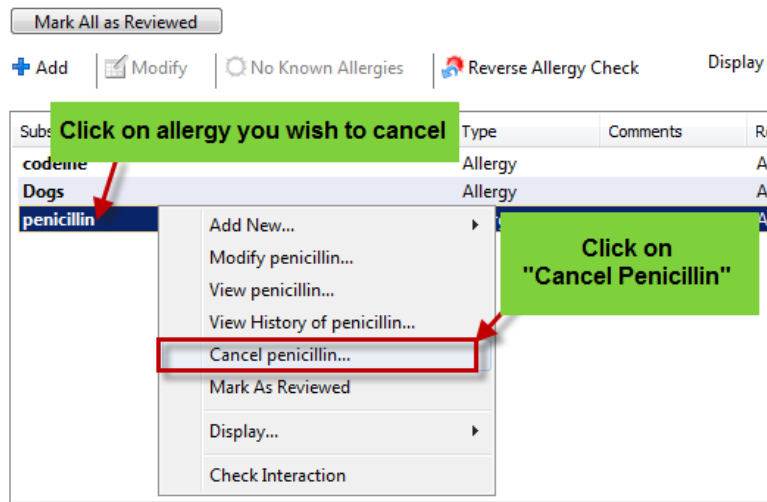 Mark All as Reviewed
Add Modify No Known Allergies Reverse Allergy Check Display
Click on allergy you wish to cancel Type Comments
codeine Allergy
Dogs Allergy
penicillin
Add New...
Modify penicillin...
View penicillin...
View History of penicillin...
Cancel penicillin...
Mark As Reviewed
Display...
Check Interaction
Click on
"Cancel Penicillin"